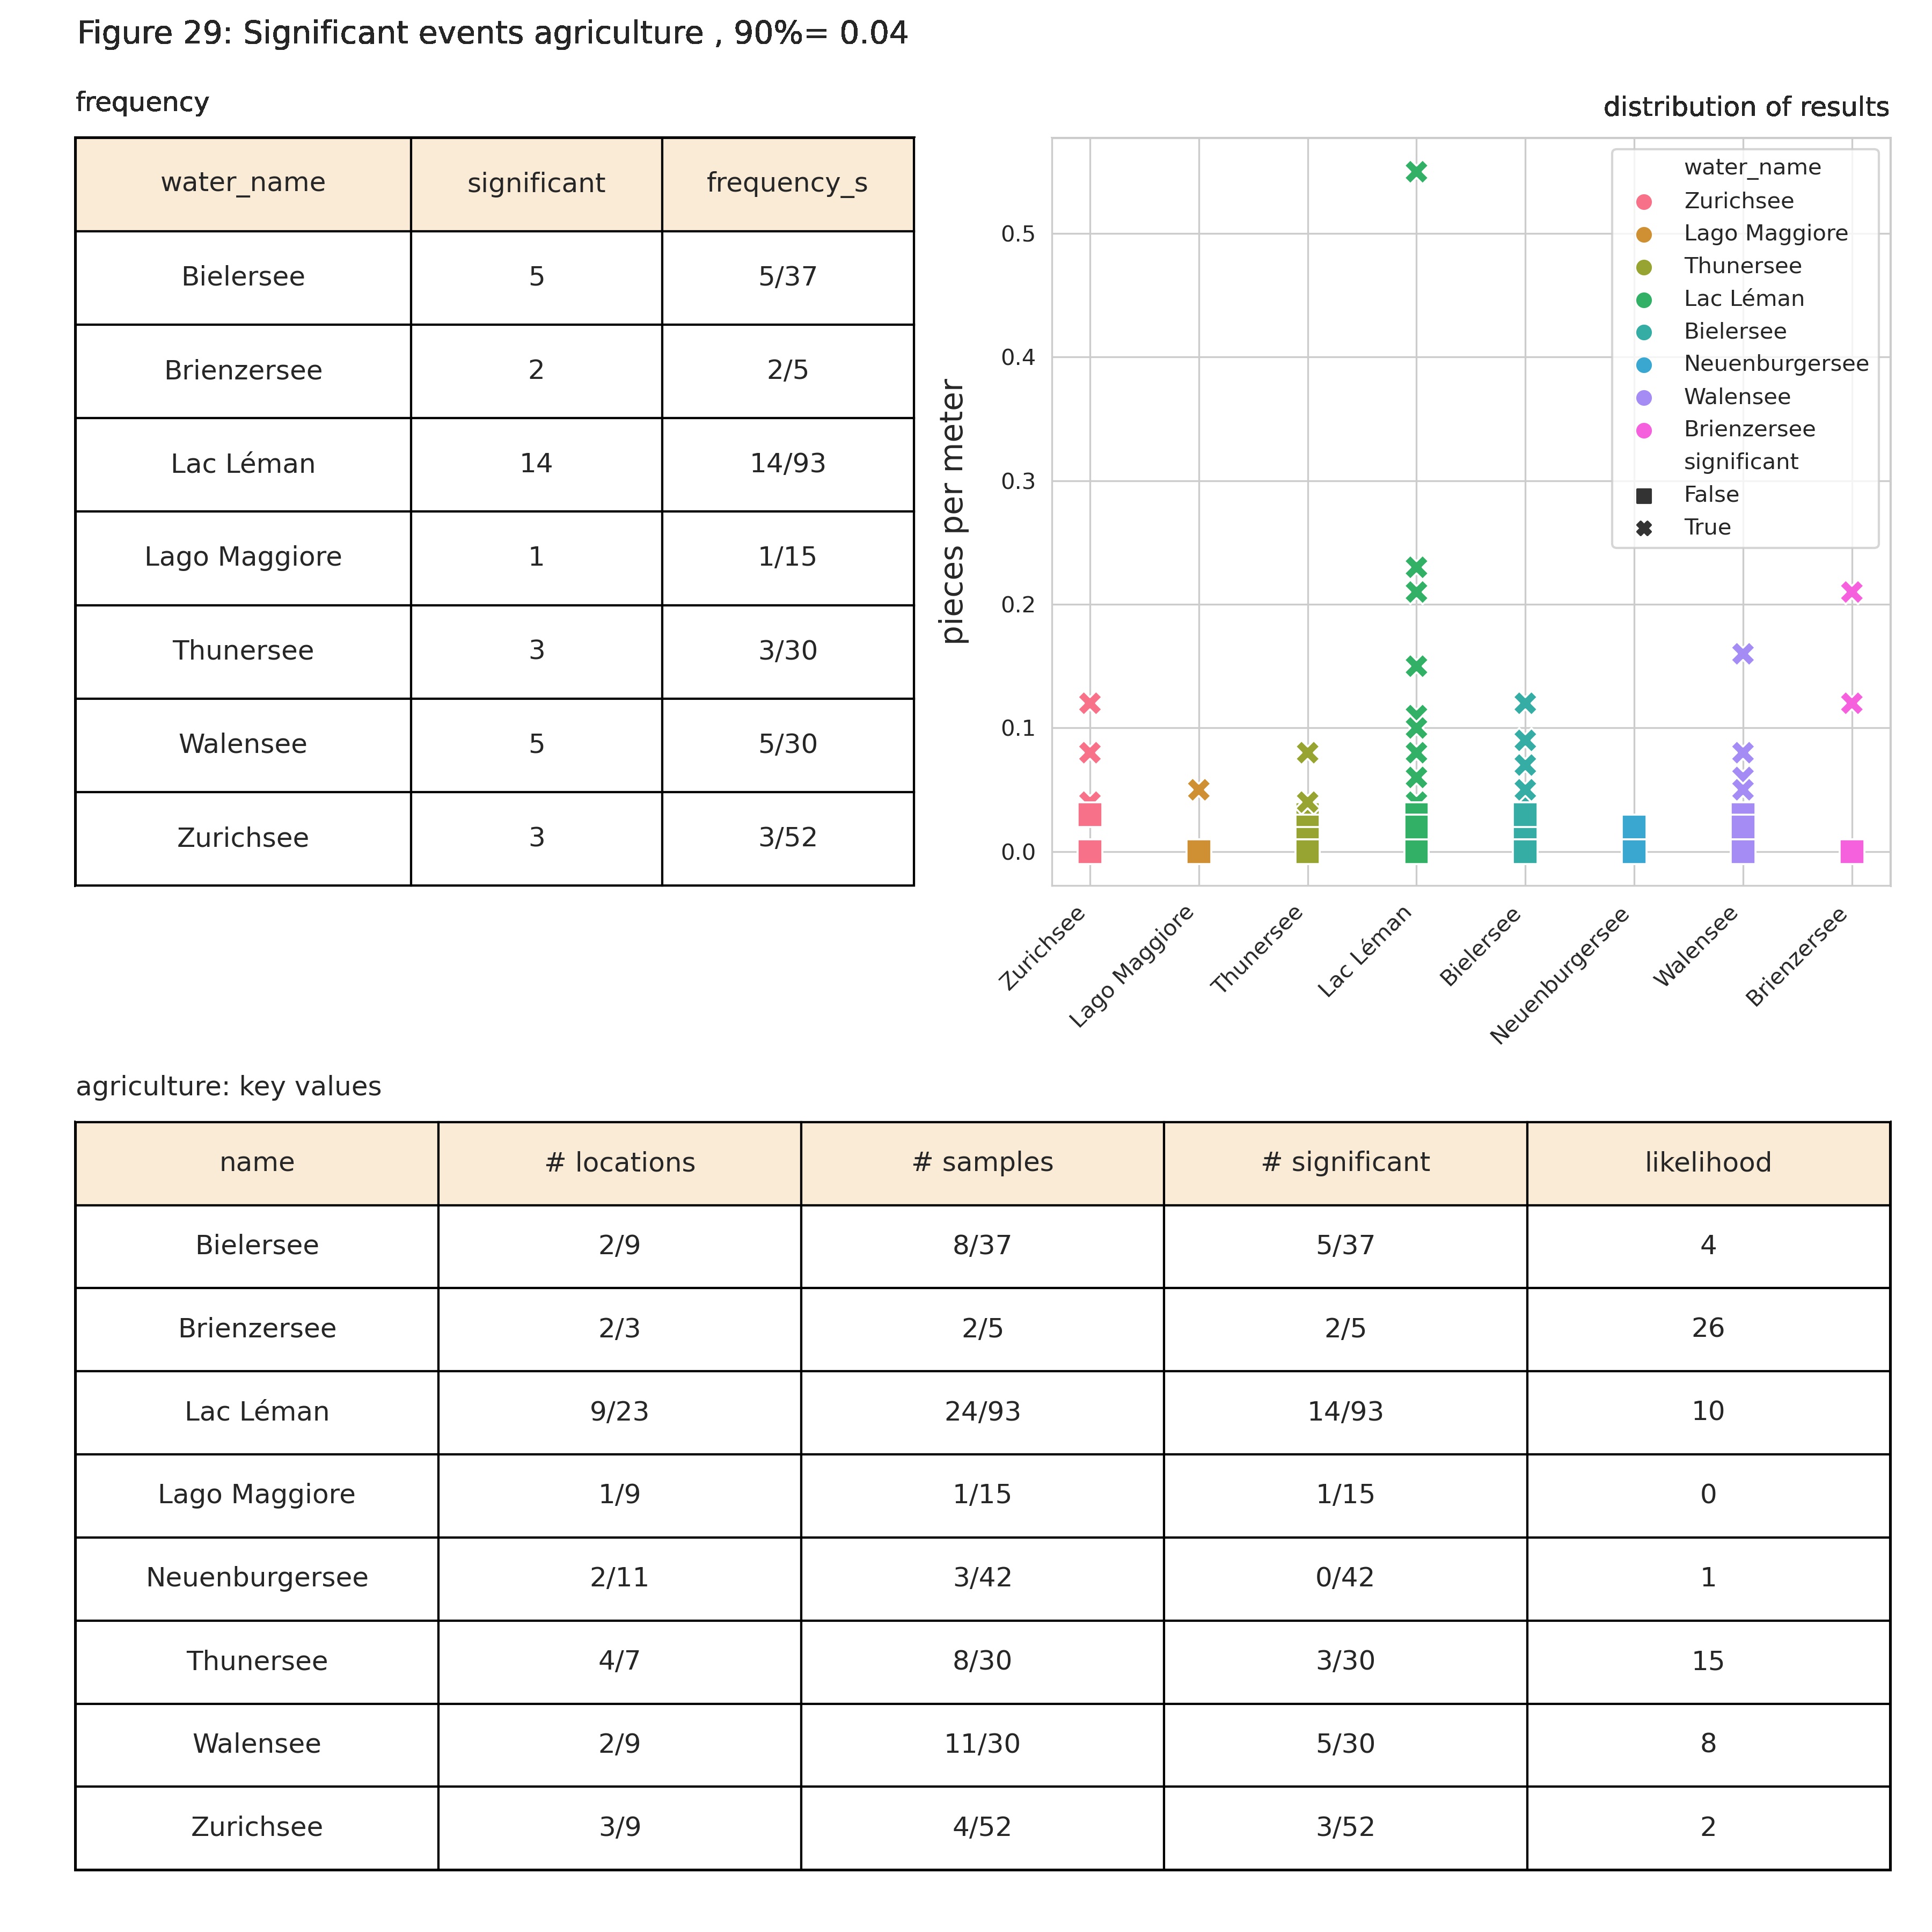 Figure 29: Significant events agriculture , 90%= 0.04
frequency
water_name significant frequency_s
Bielersee 5 5/37
Brienzersee 2 2/5
Lac Léman 14 14/93
Lago Maggiore 1 1/15
Thunersee 3 3/30
Walensee 5 5/30
Zurichsee 3 3/52
distribution of results
pieces per meter
0.5
0.4
0.3
0.2
0.1
0.0
water_name
Zurichsee
Lago Maggiore
Thunersee
Lac Léman
Bielersee
Neuenburgersee
Walensee
Brienzersee
significant
False
True
Zurichsee
Lago Maggiore
Thunersee
Lac Léman
Bielersee
Neuenburgersee
Walensee
Brienzersee
agriculture: key values
name # locations # samples # significant likelihood
Bielersee 2/9 8/37 5/37 4
Brienzersee 2/3 2/5 2/5 26
Lac Léman 9/23 24/93 14/93 10
Lago Maggiore 1/9 1/15 1/15 0
Neuenburgersee 2/11 3/42 0/42 1
Thunersee 4/7 8/30 3/30 15
Walensee 2/9 11/30 5/30 8
Zurichsee 3/9 4/52 3/52 2